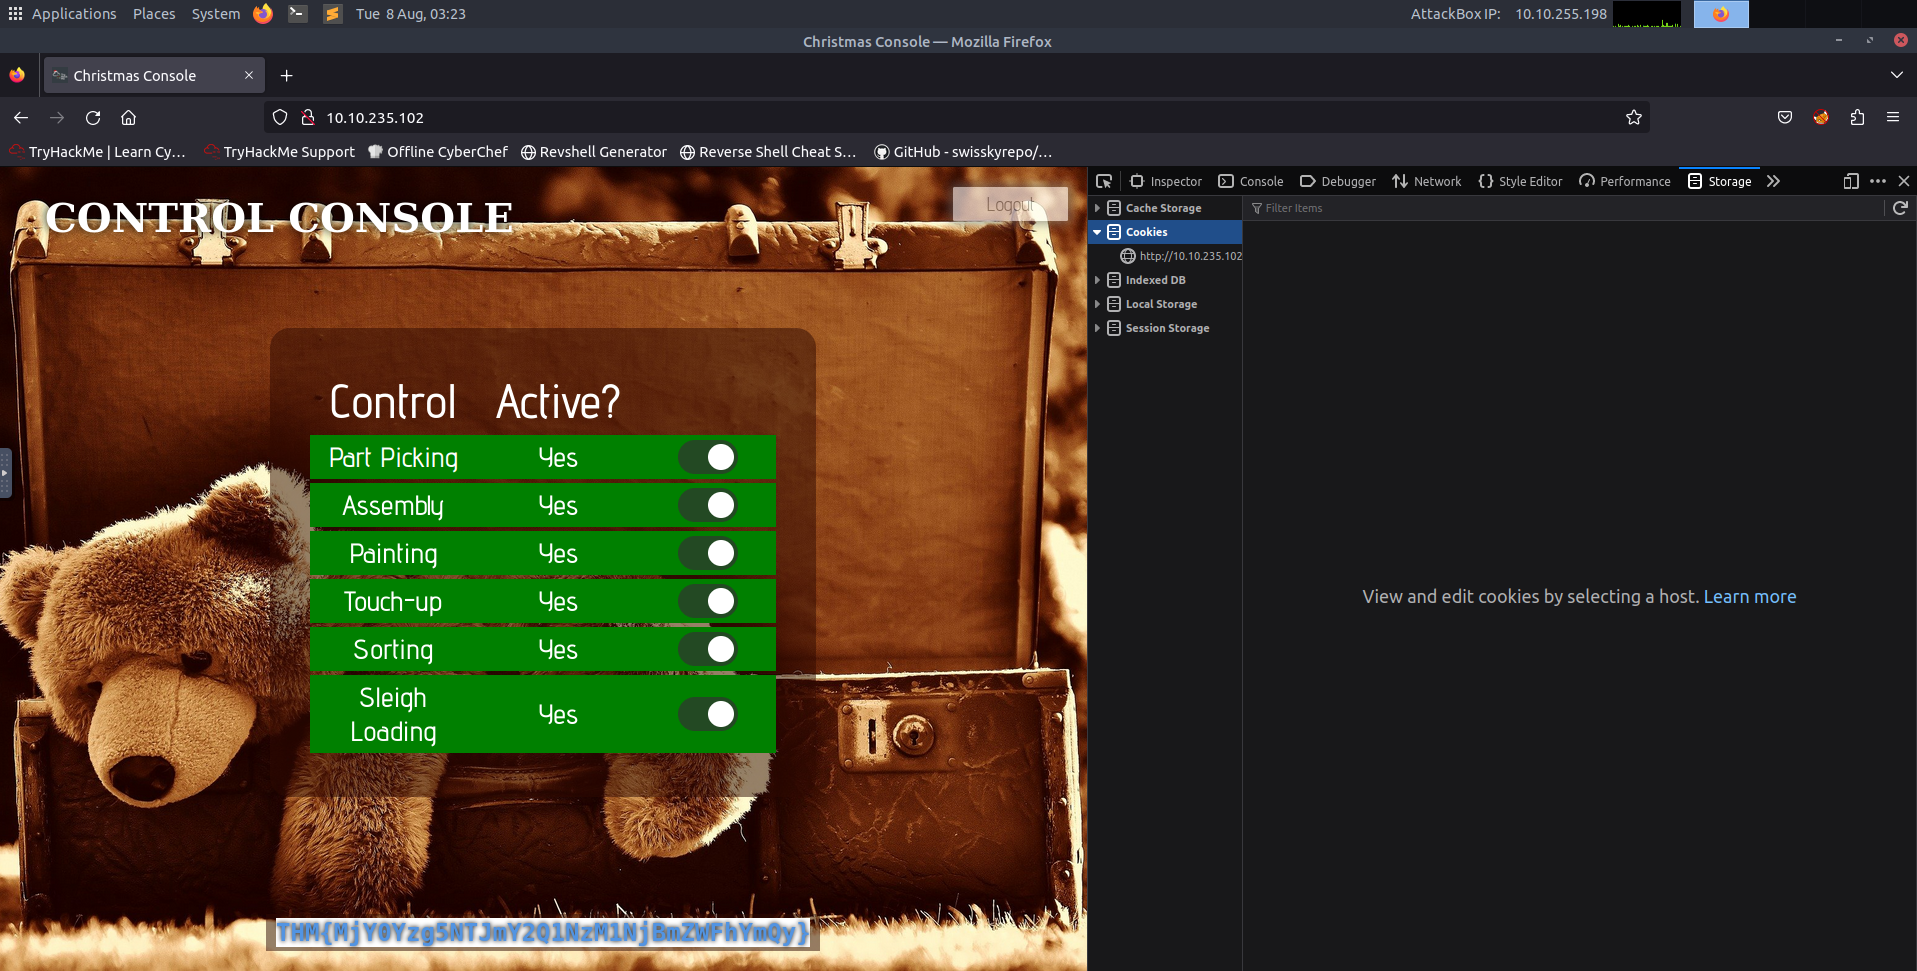 Applications Places System Tue 8 Aug, 03:23 AttackBox IP: 10.10.255.198
Christmas Console — Mozilla Firefox
Christmas Console
10.10.235.102
TryHackMe | Learn Cy… TryHackMe Support Offline CyberChef Revshell Generator Reverse Shell Cheat S… GitHub - swisskyrepo/…
CONTROL CONSOLE
Logout
Control Active?
Part Picking Yes
Assembly Yes
Painting Yes
Touch-up Yes
Sorting Yes
Sleigh
Loading Yes
THM{MjY0Yzg5NTJmY2Q1NzM1NjBmZWFhYmQy}
Inspector Console Debugger Network Style Editor Performance Storage
Cache Storage
Filter Items
Cookies
http://10.10.235.102
Indexed DB
Local Storage
Session Storage
View and edit cookies by selecting a host. Learn more